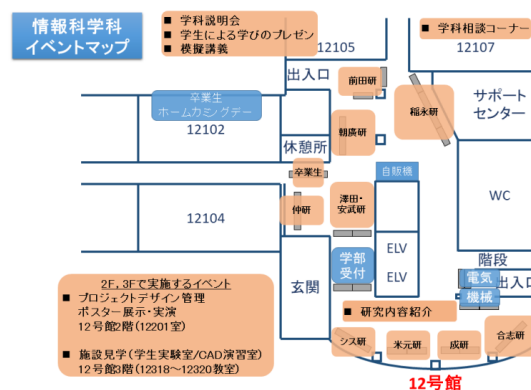 情報科学科
イベントマップ
■ 学科説明会
■ 学生による学びのプレゼン
■ 模擬講義
■ 学科相談コーナー
12105
12107
出入口
前田研
稲永研
サポート
センター
卒業生
ホームカミングデー
12102
朝廣研
休憩所
卒業生
自販機
WC
12104
仲研
澤田・
安武研
ELV
ELV
学部
受付
玄関
階段
電気
機械
出入口
2F, 3Fで実施するイベント
■ プロジェクトデザイン管理
ポスター展示・実演
12号館2階(12201室)
■ 施設見学(学生実験室/CAD演習室)
12号館3階(12318～12320教室)
■ 研究内容紹介
シス研
米元研
成研
合志研
12号館